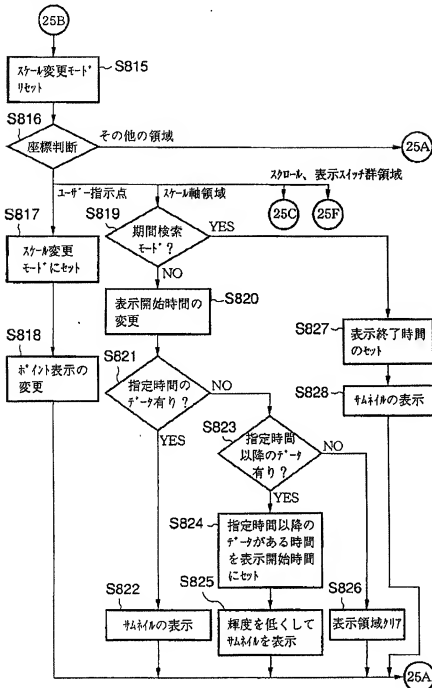 25B
S815
スケール変更モード
リセット
S816
座標判断
その他の領域
25A
ユーザー指示点
スケール軸領域
スクロール、表示スイッチ群領域
25C
25F
S817
スケール変更
モードにセット
S818
ポイント表示の
変更
S819
期間検索
モード?
YES
NO
S820
表示開始時間の
変更
S821
指定時間の
データ有り?
NO
YES
S822
サムネイルの表示
S823
指定時間
以降のデータ
有り?
NO
YES
S824
指定時間以降の
データがある時間
を表示開始時間
にセット
S825
輝度を低くして
サムネイルを表示
S826
表示領域クリア
S827
表示終了時間
のセット
S828
サムネイルの表示
25A